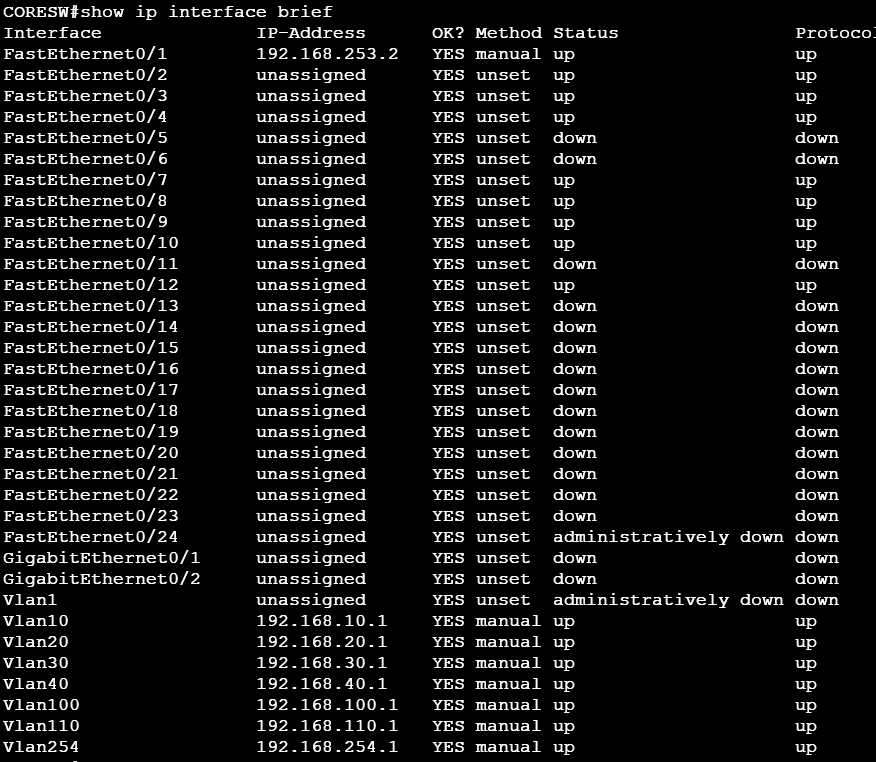 CORESW#show ip interface brief
Interface              IP-Address      OK? Method Status                Protocol
FastEthernet0/1        192.168.253.2   YES manual up                    up
FastEthernet0/2        unassigned      YES unset  up                    up
FastEthernet0/3        unassigned      YES unset  up                    up
FastEthernet0/4        unassigned      YES unset  up                    up
FastEthernet0/5        unassigned      YES unset  down                  down
FastEthernet0/6        unassigned      YES unset  down                  down
FastEthernet0/7        unassigned      YES unset  up                    up
FastEthernet0/8        unassigned      YES unset  up                    up
FastEthernet0/9        unassigned      YES unset  up                    up
FastEthernet0/10       unassigned      YES unset  up                    up
FastEthernet0/11       unassigned      YES unset  down                  down
FastEthernet0/12       unassigned      YES unset  up                    up
FastEthernet0/13       unassigned      YES unset  down                  down
FastEthernet0/14       unassigned      YES unset  down                  down
FastEthernet0/15       unassigned      YES unset  down                  down
FastEthernet0/16       unassigned      YES unset  down                  down
FastEthernet0/17       unassigned      YES unset  down                  down
FastEthernet0/18       unassigned      YES unset  down                  down
FastEthernet0/19       unassigned      YES unset  down                  down
FastEthernet0/20       unassigned      YES unset  down                  down
FastEthernet0/21       unassigned      YES unset  down                  down
FastEthernet0/22       unassigned      YES unset  down                  down
FastEthernet0/23       unassigned      YES unset  down                  down
FastEthernet0/24       unassigned      YES unset  administratively down down
GigabitEthernet0/1     unassigned      YES unset  down                  down
GigabitEthernet0/2     unassigned      YES unset  down                  down
Vlan1                  unassigned      YES unset  administratively down down
Vlan10                 192.168.10.1    YES manual up                    up
Vlan20                 192.168.20.1    YES manual up                    up
Vlan30                 192.168.30.1    YES manual up                    up
Vlan40                 192.168.40.1    YES manual up                    up
Vlan100                192.168.100.1   YES manual up                    up
Vlan110                192.168.110.1   YES manual up                    up
Vlan254                192.168.254.1   YES manual up                    up